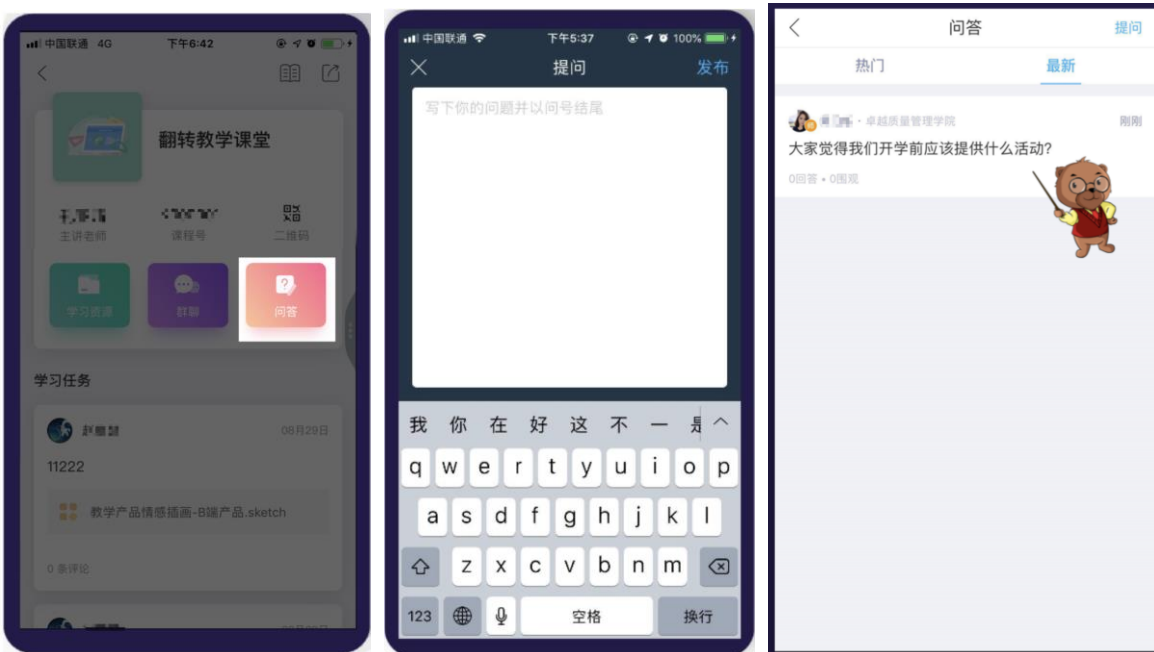 中国联通 4G 下午6:42
翻转教学课堂
主讲老师 课程号 二维码
学习资源 群聊 问答
学习任务
08月29日
11222
教学产品情感插画-B端产品.sketch
0 条评论
中国联通 下午5:37 100%
提问 发布
写下你的问题并以问号结尾
我 你 在 好 这 不 一 是
q w e r t y u i o p
a s d f g h j k l
z x c v b n m
123 空格 换行
问答 提问
热门 最新
· 卓越质量管理学院 刚刚
大家觉得我们开学前应该提供什么活动?
0回答 • 0围观